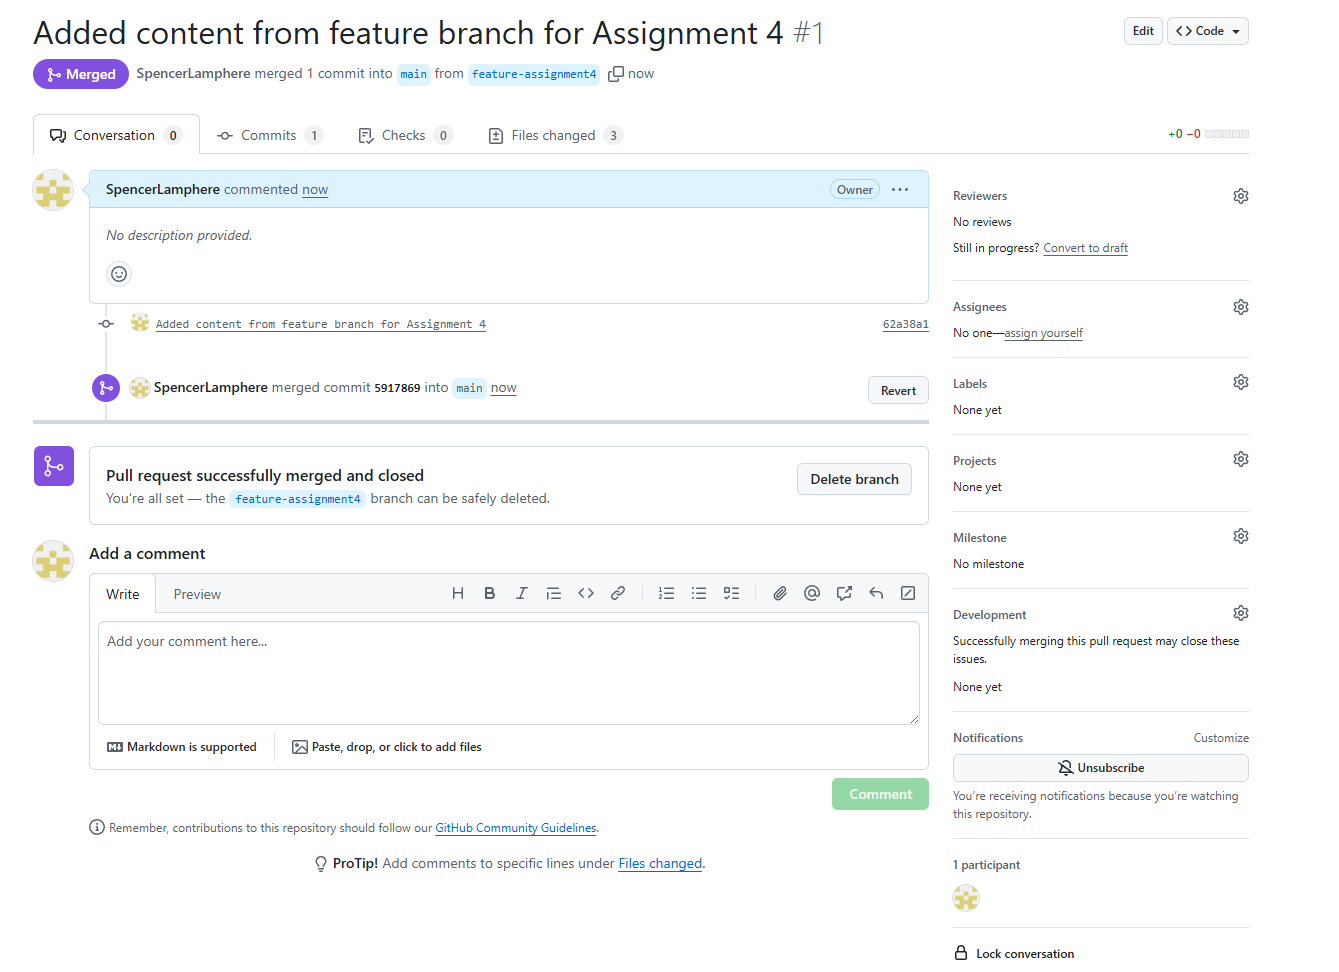 Added content from feature branch for Assignment 4 #1
Edit
Code
Merged
SpencerLamphere merged 1 commit into main from feature-assignment4 now
Conversation 0
Commits 1
Checks 0
Files changed 3
+0 −0
SpencerLamphere commented now
Owner
No description provided.
Added content from feature branch for Assignment 4
62a38a1
SpencerLamphere merged commit 5917869 into main now
Revert
Pull request successfully merged and closed
You're all set — the feature-assignment4 branch can be safely deleted.
Delete branch
Add a comment
Write
Preview
Add your comment here...
Markdown is supported
Paste, drop, or click to add files
Comment
Remember, contributions to this repository should follow our GitHub Community Guidelines.
ProTip! Add comments to specific lines under Files changed.
Reviewers
No reviews
Still in progress? Convert to draft
Assignees
No one—assign yourself
Labels
None yet
Projects
None yet
Milestone
No milestone
Development
Successfully merging this pull request may close these
issues.
None yet
Notifications
Customize
Unsubscribe
You're receiving notifications because you're watching
this repository.
1 participant
Lock conversation